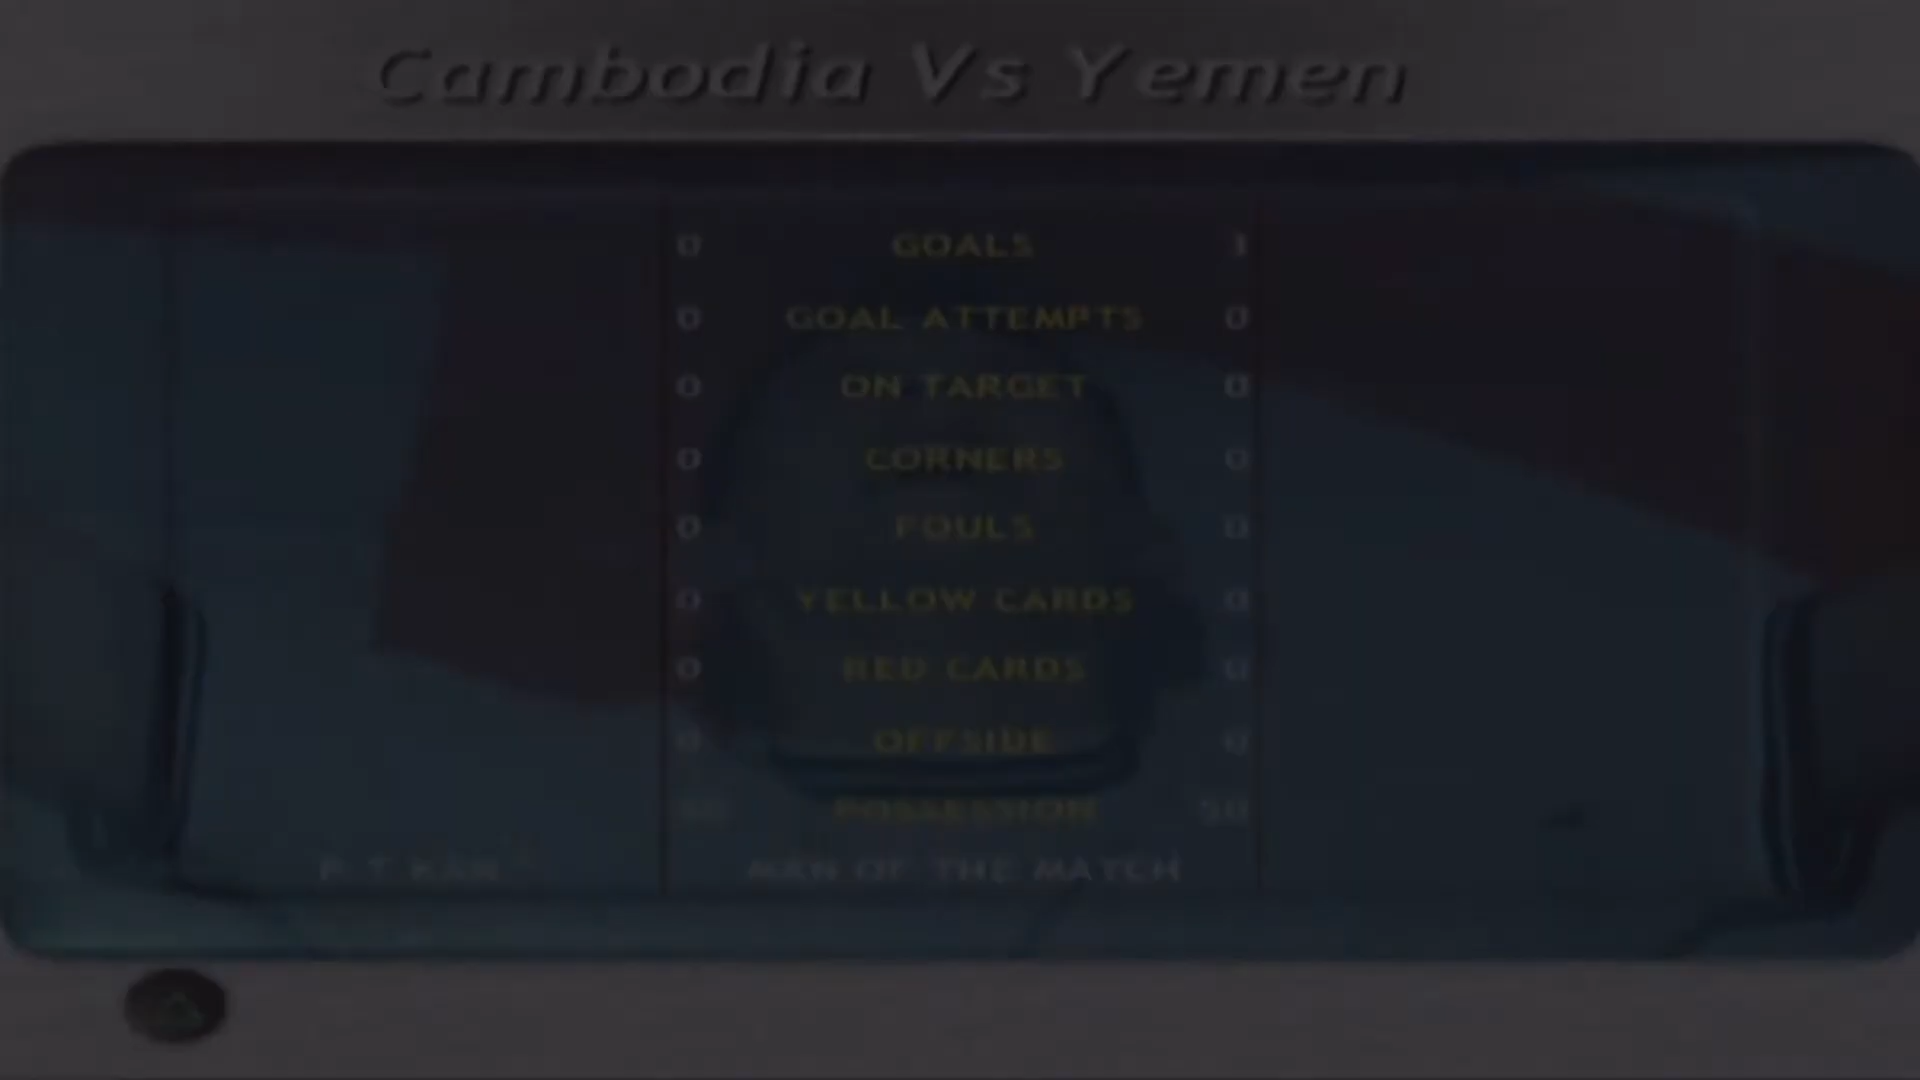 Cambodia Vs Yemen
0 GOALS 1
0 GOAL ATTEMPTS 0
0 ON TARGET 0
0 CORNERS 0
0 FOULS 0
0 YELLOW CARDS 0
0 RED CARDS 0
0 OFFSIDE 0
POSSESSION 50
MAN OF THE MATCH